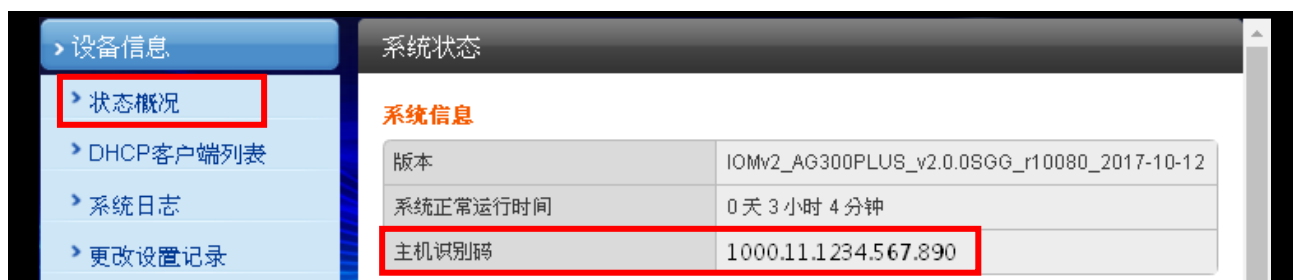 设备信息
状态概况
DHCP客户端列表
系统日志
更改设置记录
系统状态
系统信息
版本 IOMv2_AG300PLUS_v2.0.0SGG_r10080_2017-10-12
系统正常运行时间 0 天 3 小时 4 分钟
主机识别码 1000.11.1234.567.890